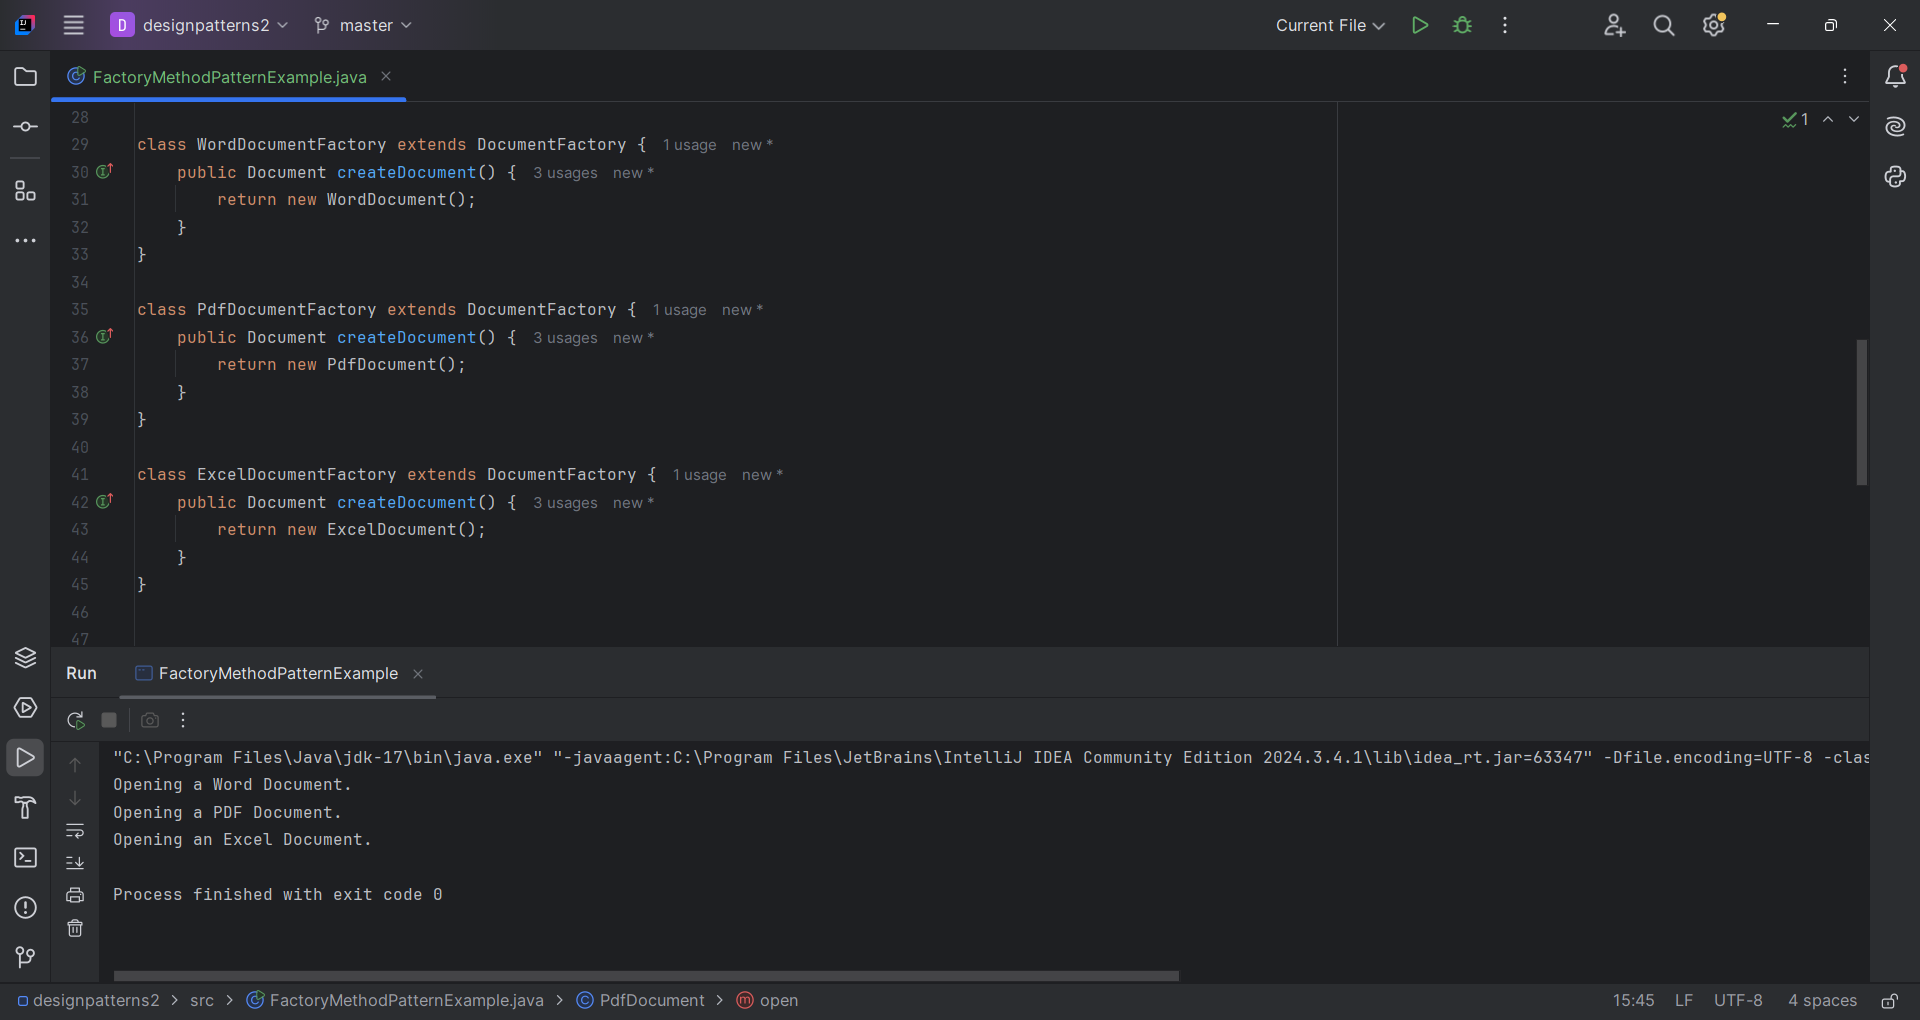 D designpatterns2 master Current File
FactoryMethodPatternExample.java
28
29 class WordDocumentFactory extends DocumentFactory { 1 usage new *
30 public Document createDocument() { 3 usages new *
31 return new WordDocument();
32 }
33 }
34
35 class PdfDocumentFactory extends DocumentFactory { 1 usage new *
36 public Document createDocument() { 3 usages new *
37 return new PdfDocument();
38 }
39 }
40
41 class ExcelDocumentFactory extends DocumentFactory { 1 usage new *
42 public Document createDocument() { 3 usages new *
43 return new ExcelDocument();
44 }
45 }
46
47
1
Run FactoryMethodPatternExample
"C:\Program Files\Java\jdk-17\bin\java.exe" "-javaagent:C:\Program Files\JetBrains\IntelliJ IDEA Community Edition 2024.3.4.1\lib\idea_rt.jar=63347" -Dfile.encoding=UTF-8 -clas
Opening a Word Document.
Opening a PDF Document.
Opening an Excel Document.
Process finished with exit code 0
designpatterns2 > src > FactoryMethodPatternExample.java > PdfDocument > open 15:45 LF UTF-8 4 spaces